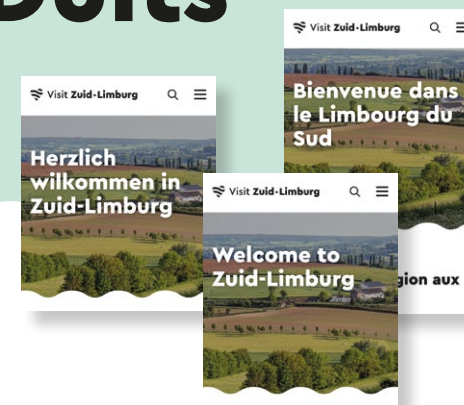 Duits
Visit Zuid-Limburg
Bienvenue dans
le Limbourg du
Sud
gion aux
Visit Zuid-Limburg
Herzlich
wilkommen in
Zuid-Limburg
Visit Zuid-Limburg
Welcome to
Zuid-Limburg